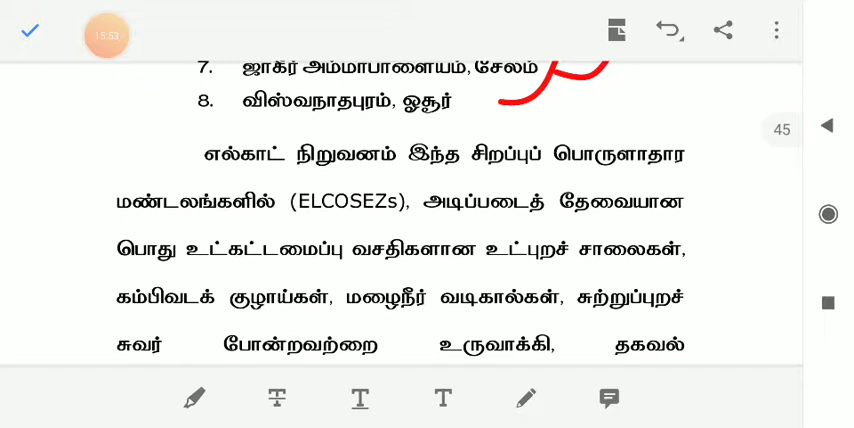 15:53
7. ஜாகீர் அம்மாபாளையம், சேலம்
8. விஸ்வநாதபுரம், ஓசூர்
45
எல்காட் நிறுவனம் இந்த சிறப்புப் பொருளாதார
மண்டலங்களில் (ELCOSEZs), அடிப்படைத் தேவையான
பொது உட்கட்டமைப்பு வசதிகளான உட்புறச் சாலைகள்,
கம்பிவடக் குழாய்கள், மழைநீர் வடிகால்கள், சுற்றுப்புறச்
சுவர் போன்றவற்றை உருவாக்கி, தகவல்